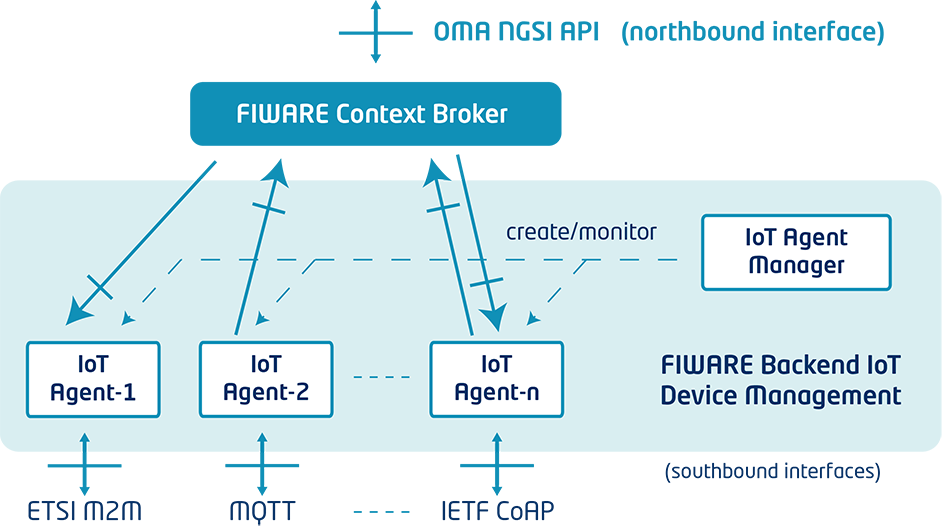 OMA NGSI API (northbound interface)
FIWARE Context Broker
create/monitor
IoT Agent
Manager
IoT
Agent-1
IoT
Agent-2
IoT
Agent-n
FIWARE Backend IoT
Device Management
(southbound interfaces)
ETSI M2M
MQTT
IETF CoAP